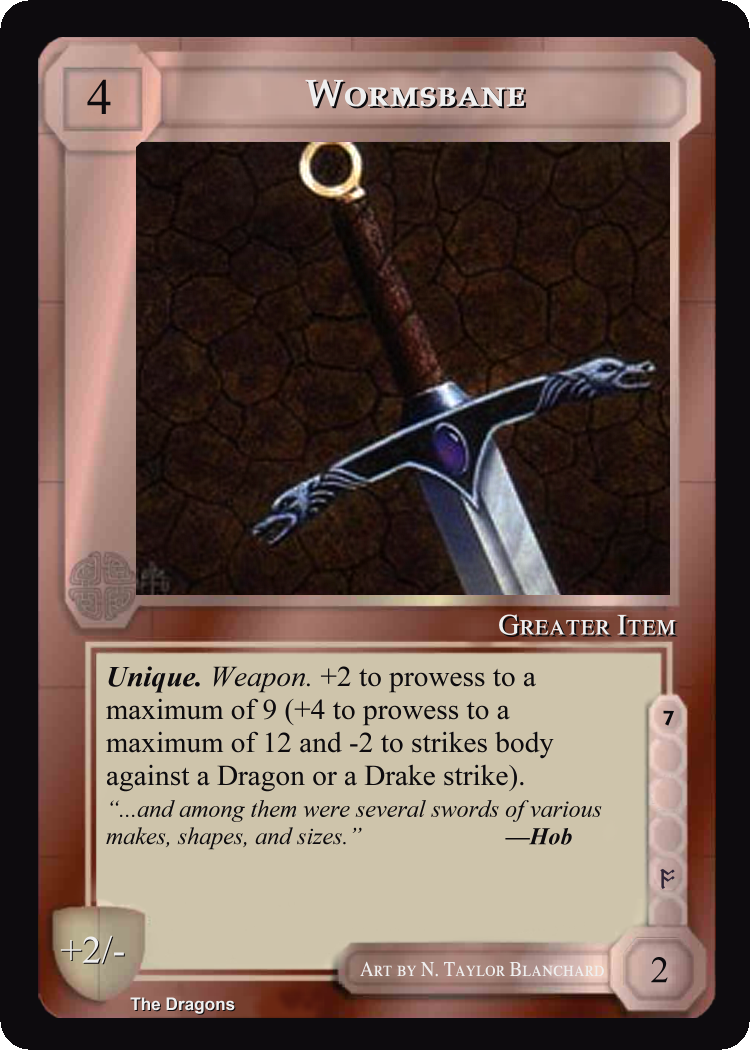 4
Wormsbane
Greater Item
Unique. Weapon. +2 to prowess to a
maximum of 9 (+4 to prowess to a
maximum of 12 and -2 to strikes body
against a Dragon or a Drake strike).
“...and among them were several swords of various
makes, shapes, and sizes.” —Hob
7
ᚩ
+2/-
Art by N. Taylor Blanchard
2
The Dragons